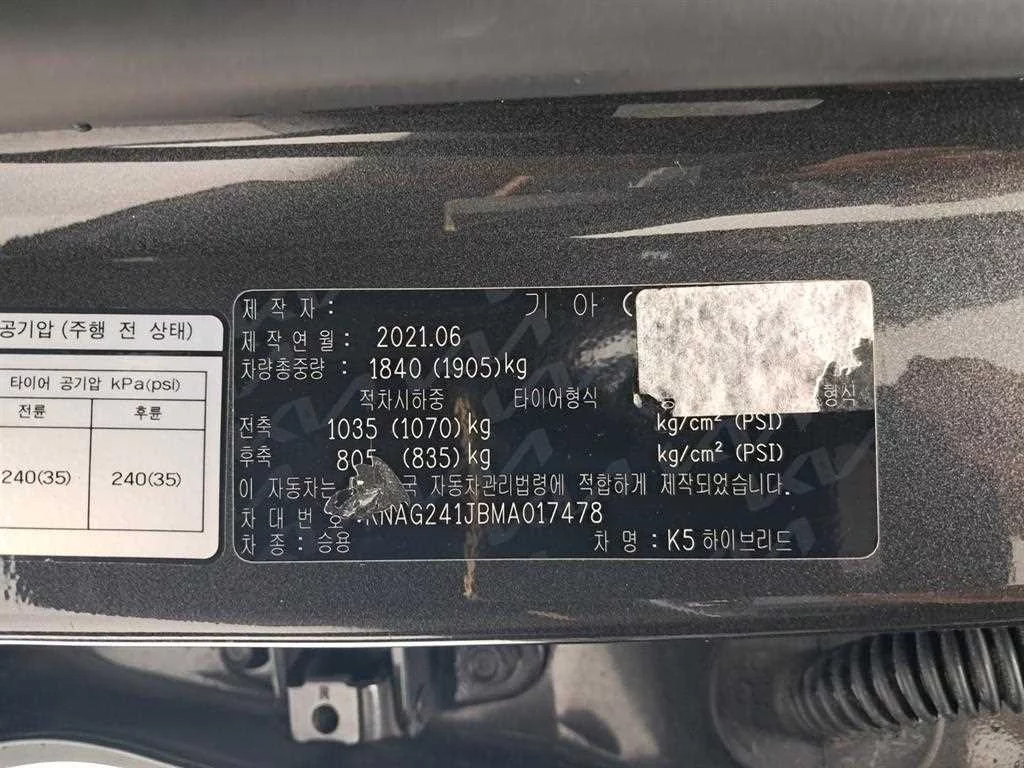 공기압 (주행 전 상태)
타이어 공기압 kPa(psi)
전륜 후륜
240(35) 240(35)
제 작 자 : 기 아
제 작 연 월 : 2021.06
차량총중량 : 1840 (1905)kg
적차시하중 타이어형식 형식
전축 1035 (1070)kg kg/cm² (PSI)
후축 805 (835)kg kg/cm² (PSI)
이 자동차는 국 자동차관리법령에 적합하게 제작되었습니다.
차 대 번 호 : KNAG241JBMA017478
차 종 : 승용 차 명 : K5 하이브리드